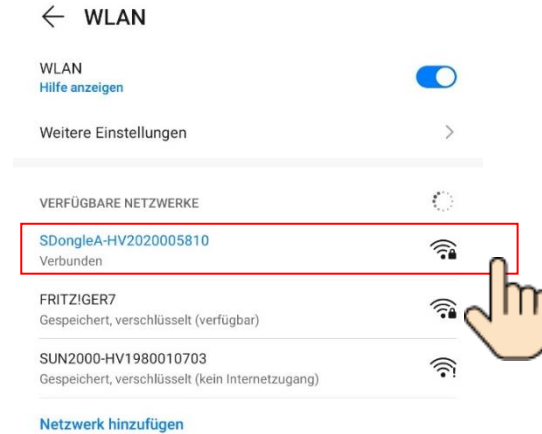 WLAN
WLAN
Hilfe anzeigen
Weitere Einstellungen
VERFÜGBARE NETZWERKE
SDongleA-HV2020005810
Verbunden
FRITZ!GER7
Gespeichert, verschlüsselt (verfügbar)
SUN2000-HV1980010703
Gespeichert, verschlüsselt (kein Internetzugang)
Netzwerk hinzufügen